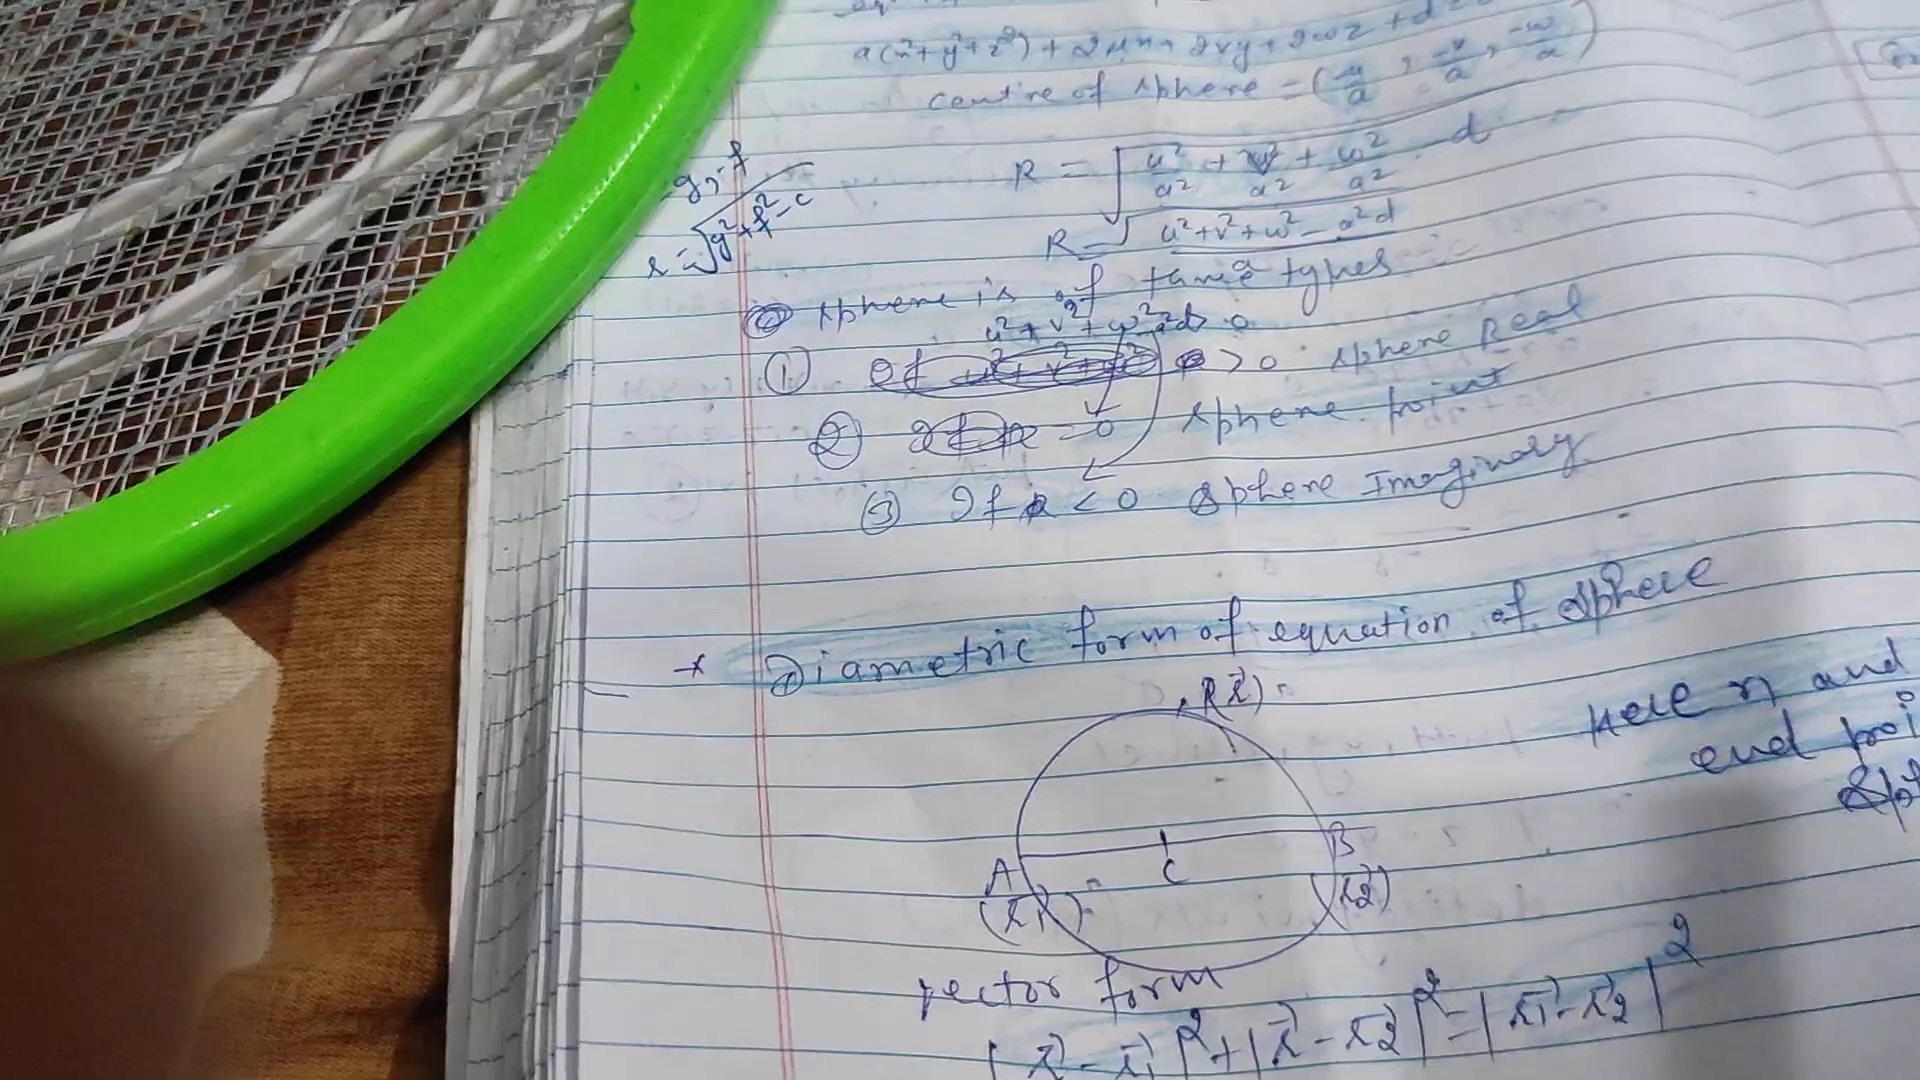 a(x²+y²+z²)+2ux+2vy+2wz+d
centre of sphere = (-u/a, -v/a, -w/a)
-g, -f
r = √g²+f²-c
R = √u²/a² + v²/a² + w²/a² - d
R = √u²+v²+w²-a²d
sphere is of types
u²+v²+w²-a²d > 0
① If > 0 sphere Real
② If = 0 sphere point
③ If < 0 sphere Imaginary
* Diametric form of equation of sphere
P(r⃗)
Here r1 and
end poi
A C B
(r⃗1) (r⃗2)
vector form
|r⃗-r⃗1|²+|r⃗-r⃗2|²=|r⃗1-r⃗2|²